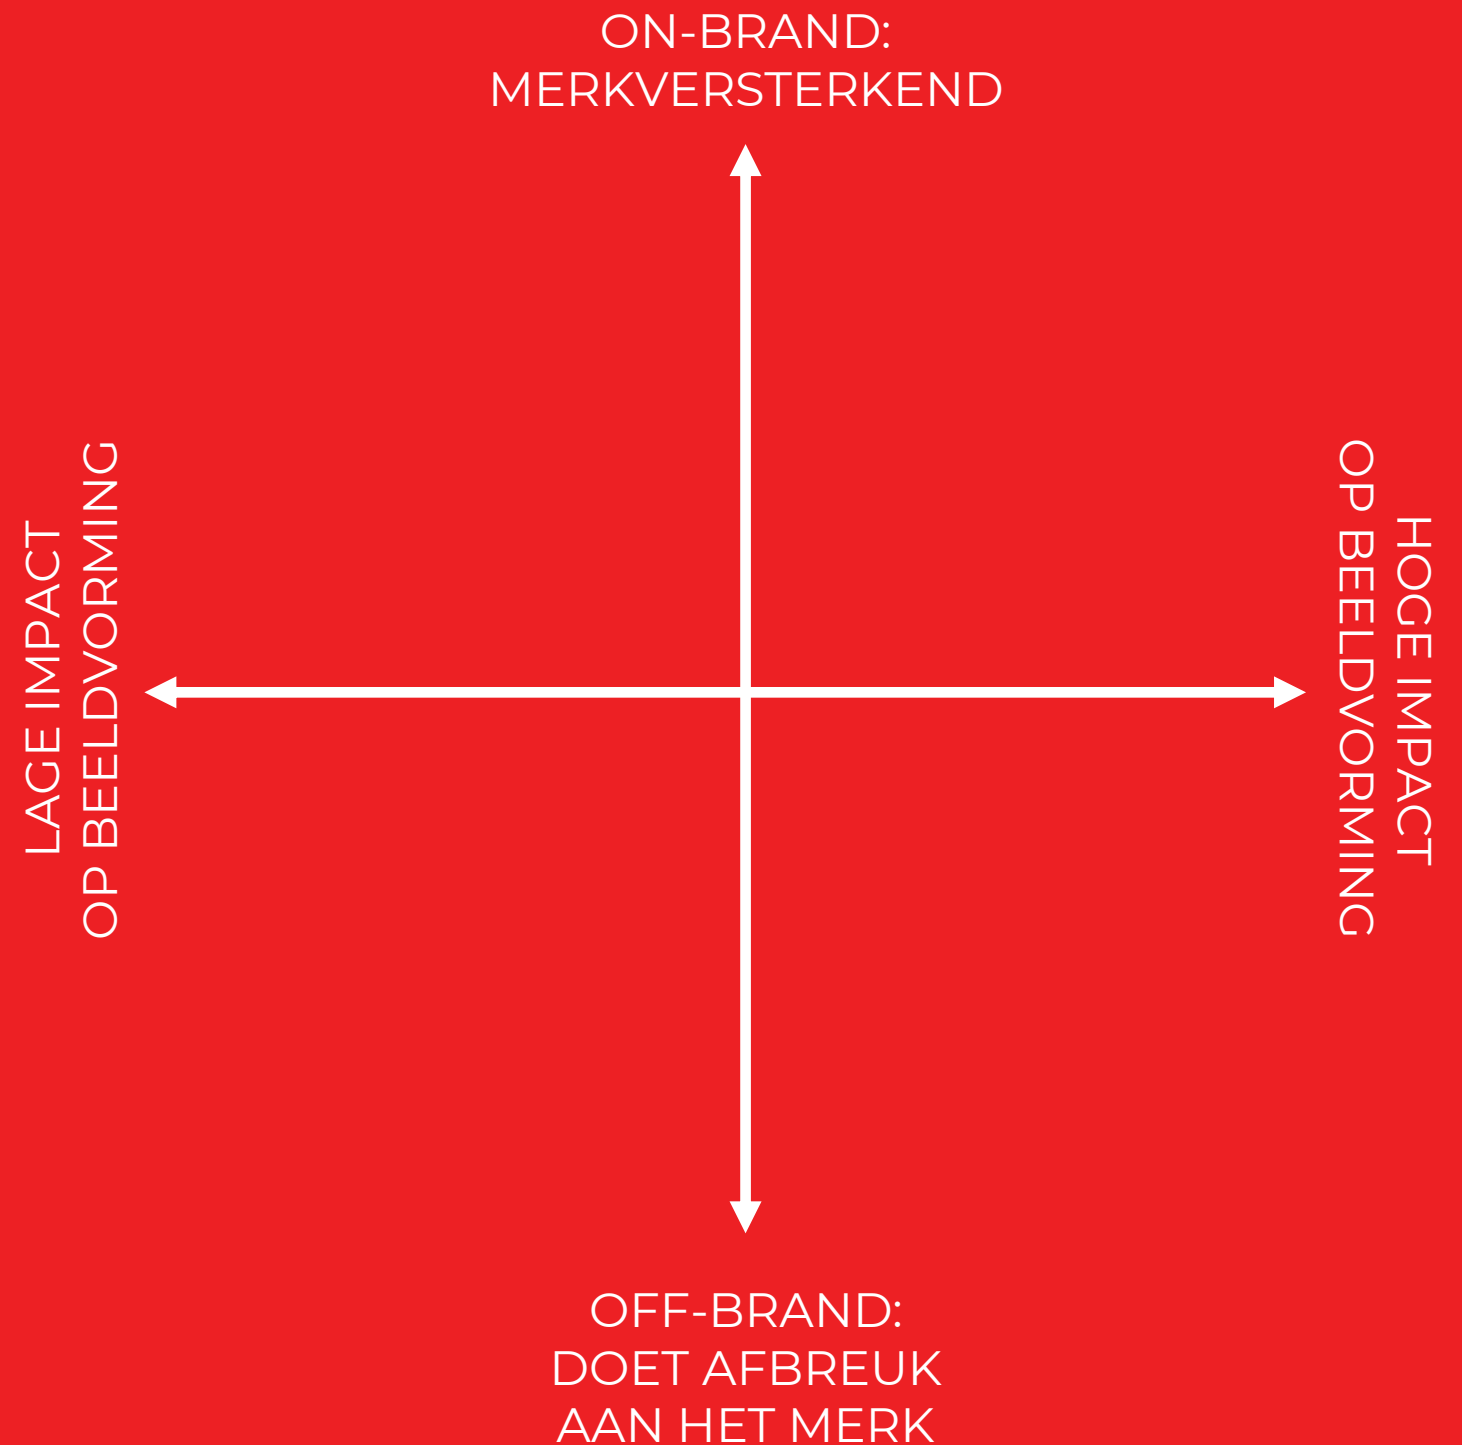 ON-BRAND:
MERKVERSTERKEND
LAGE IMPACT
OP BEELDVORMING
HOGE IMPACT
OP BEELDVORMING
OFF-BRAND:
DOET AFBREUK
AAN HET MERK